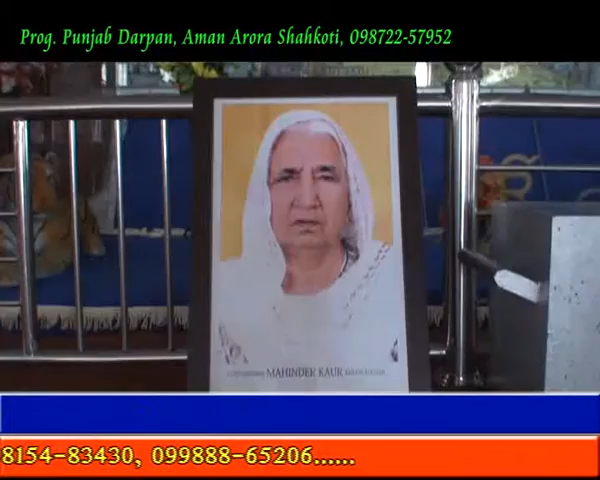 Prog. Punjab Darpan, Aman Arora Shahkoti, 098722-57952
MAHINDER KAUR
8154-83430, 099888-65206......